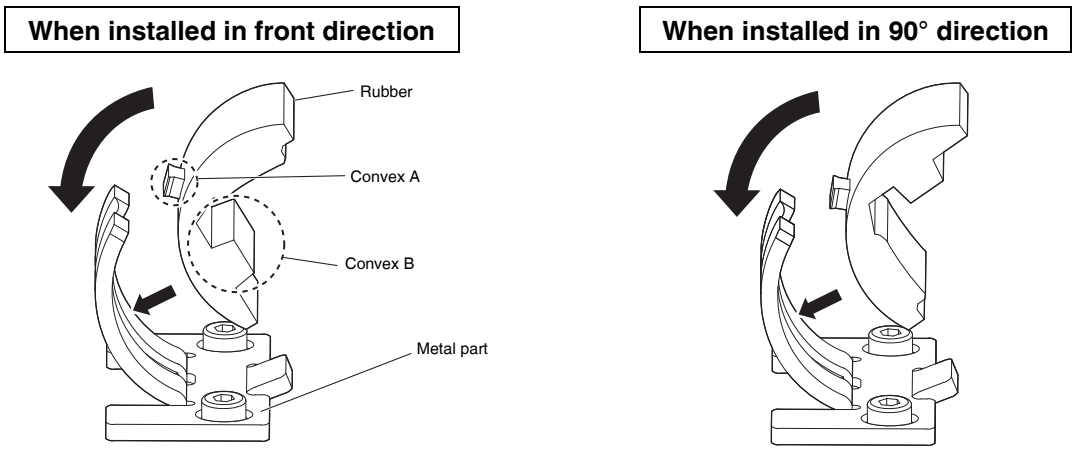 When installed in front direction
When installed in 90° direction
Rubber
Convex A
Convex B
Metal part